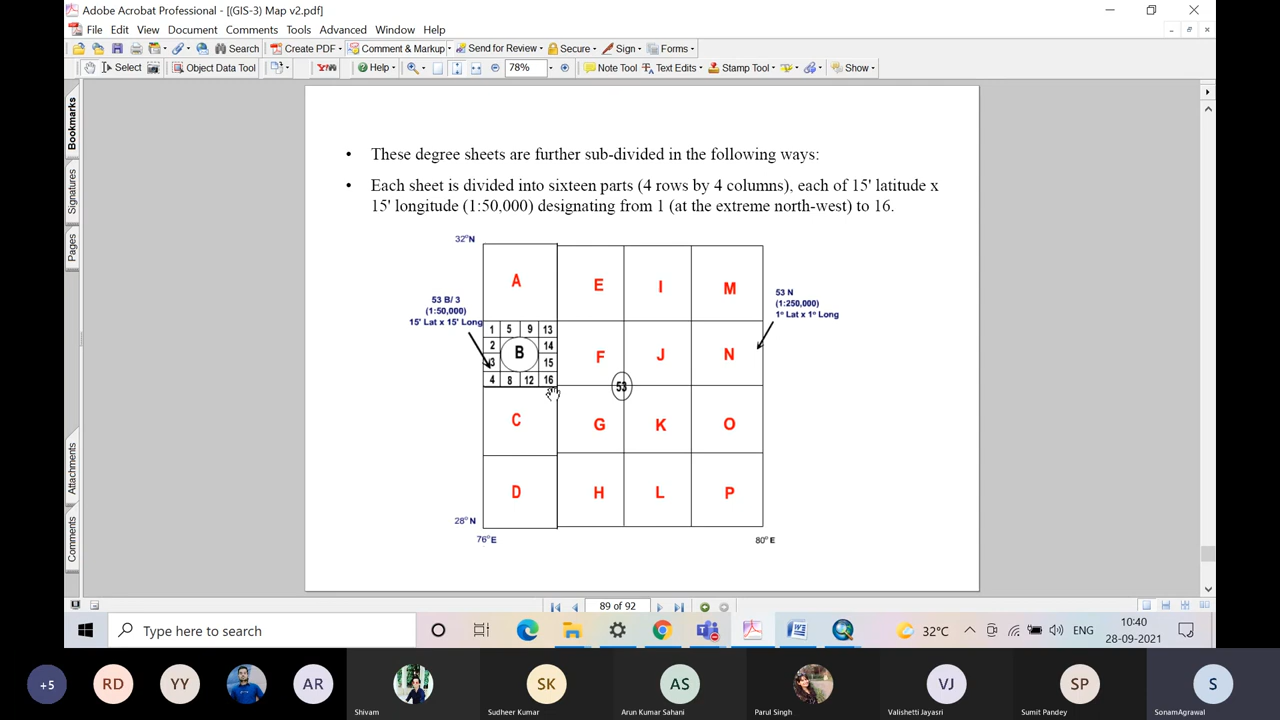 Adobe Acrobat Professional - [(GIS-3) Map v2.pdf]
File Edit View Document Comments Tools Advanced Window Help
Search Create PDF Comment & Markup Send for Review Secure Sign Forms
Select Object Data Tool Help 78% Note Tool Text Edits Stamp Tool Show
Bookmarks
Signatures
Pages
Attachments
Comments
• These degree sheets are further sub-divided in the following ways:
• Each sheet is divided into sixteen parts (4 rows by 4 columns), each of 15' latitude x
15' longitude (1:50,000) designating from 1 (at the extreme north-west) to 16.
32°N
A E I M
53 B/ 3
(1:50,000)
15' Lat x 15' Long
53 N
(1:250,000)
1° Lat x 1° Long
1 5 9 13
2 14
B
3 15
4 8 12 16
F J N
53
C G K O
D H L P
28°N
76°E 80°E
89 of 92
Type here to search
32°C ENG
10:40
28-09-2021
+5 RD YY AR SK AS VJ SP S
Shivam Sudheer Kumar Arun Kumar Sahani Parul Singh Valishetti Jayasri Sumit Pandey SonamAgrawal